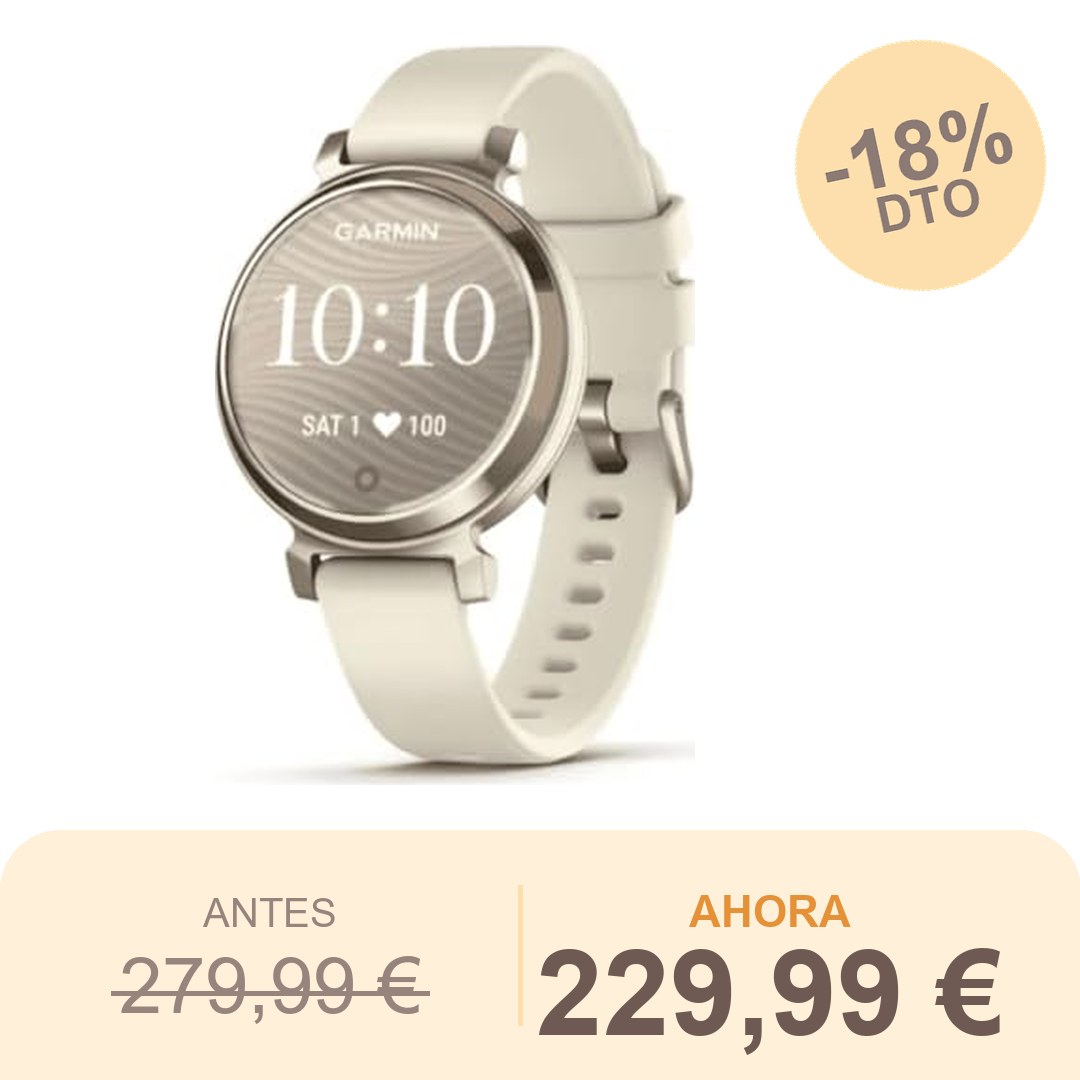 -18%
DTO
GARMIN
10:10
SAT 1 ♥ 100
ANTES
279,99 €
AHORA
229,99 €